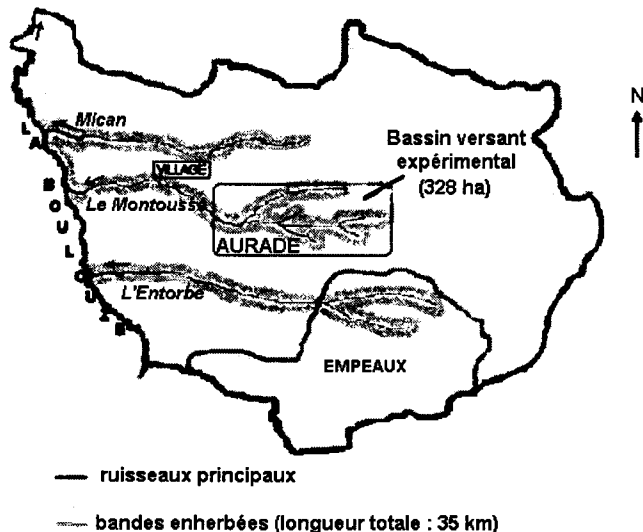 Mican
VILLAGE
Le Montoussé
LA BOULOUZE
Bassin versant
expérimental
(328 ha)
N
AURADE
L'Entorbe
EMPEAUX
ruisseaux principaux
bandes enherbées (longueur totale : 35 km)